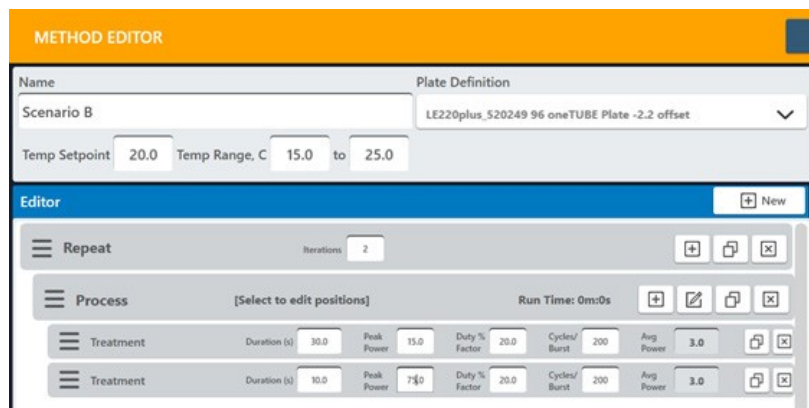 METHOD EDITOR
Name
Plate Definition
Scenario B
LE220plus_520249 96 oneTUBE Plate -2.2 offset
Temp Setpoint 20.0 Temp Range, C 15.0 to 25.0
Editor
New
Repeat Iterations 2
Process [Select to edit positions] Run Time: 0m:0s
Treatment Duration (s) 30.0 Peak Power 15.0 Duty % Factor 20.0 Cycles/ Burst 200 Avg Power 3.0
Treatment Duration (s) 10.0 Peak Power 75.0 Duty % Factor 20.0 Cycles/ Burst 200 Avg Power 3.0